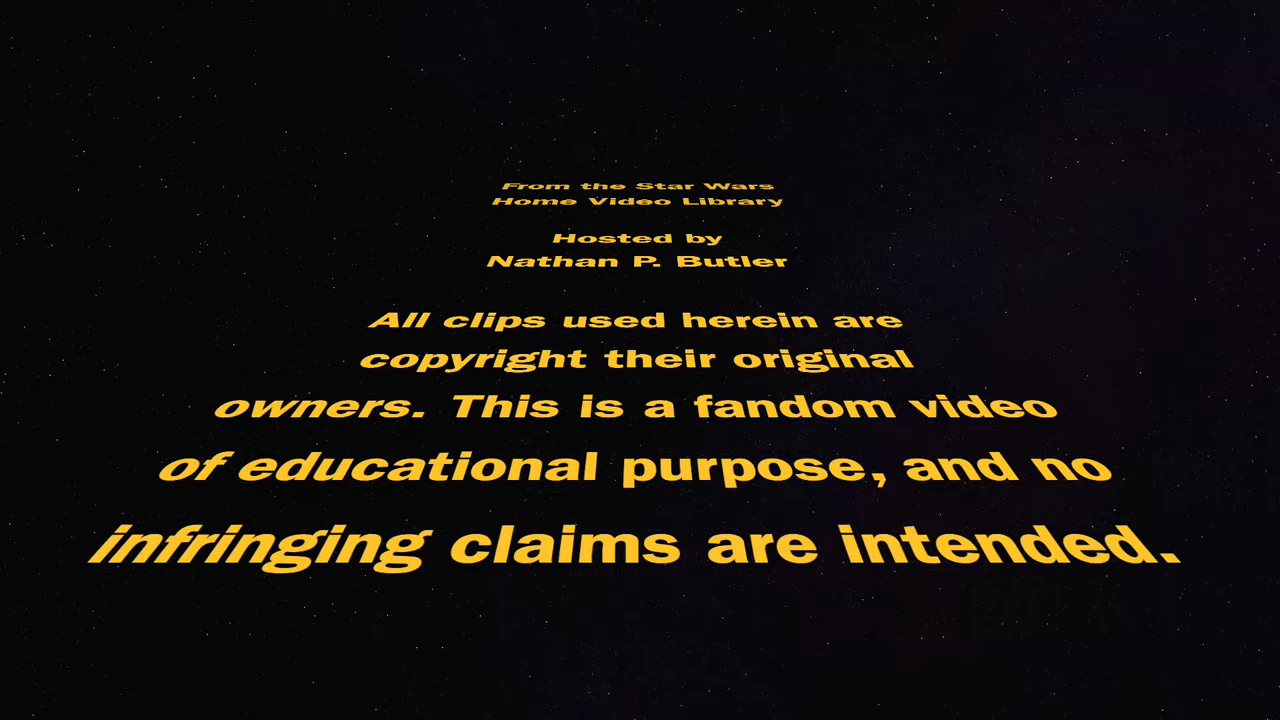 From the Star Wars
Home Video Library
Hosted by
Nathan P. Butler
All clips used herein are
copyright their original
owners. This is a fandom video
of educational purpose, and no
infringing claims are intended.